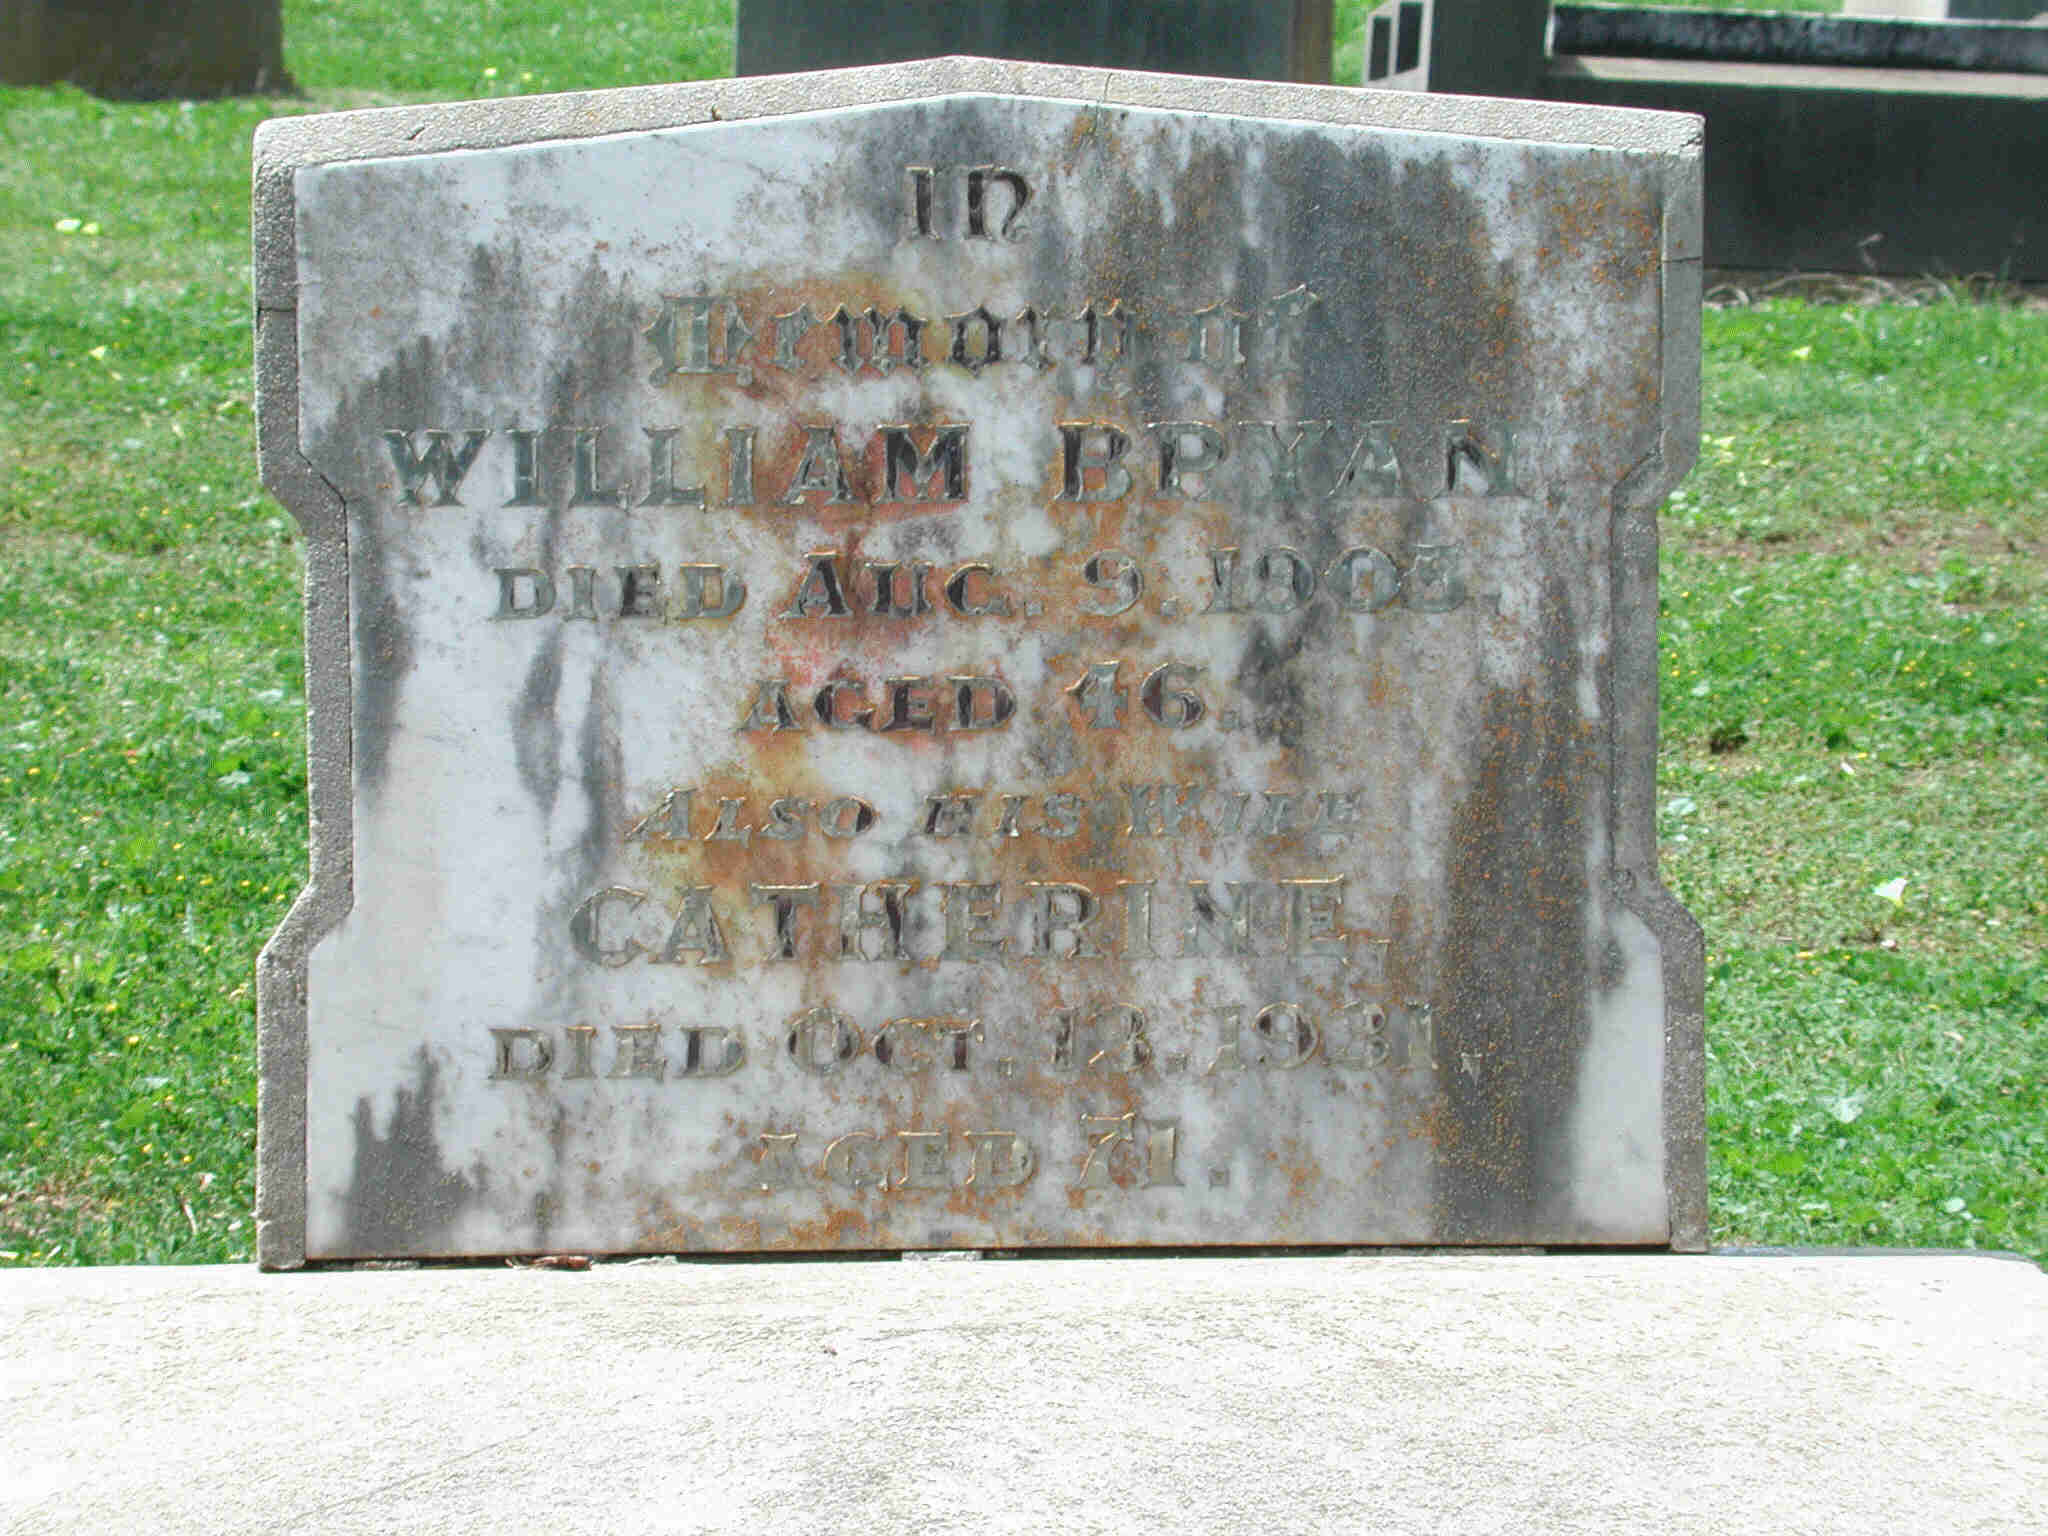 In
Memory of
WILLIAM BRYAN
DIED AUG. 9. 1903.
AGED 46.
ALSO HIS WIFE
CATHERINE,
DIED OCT. 13. 1931.
AGED 71.